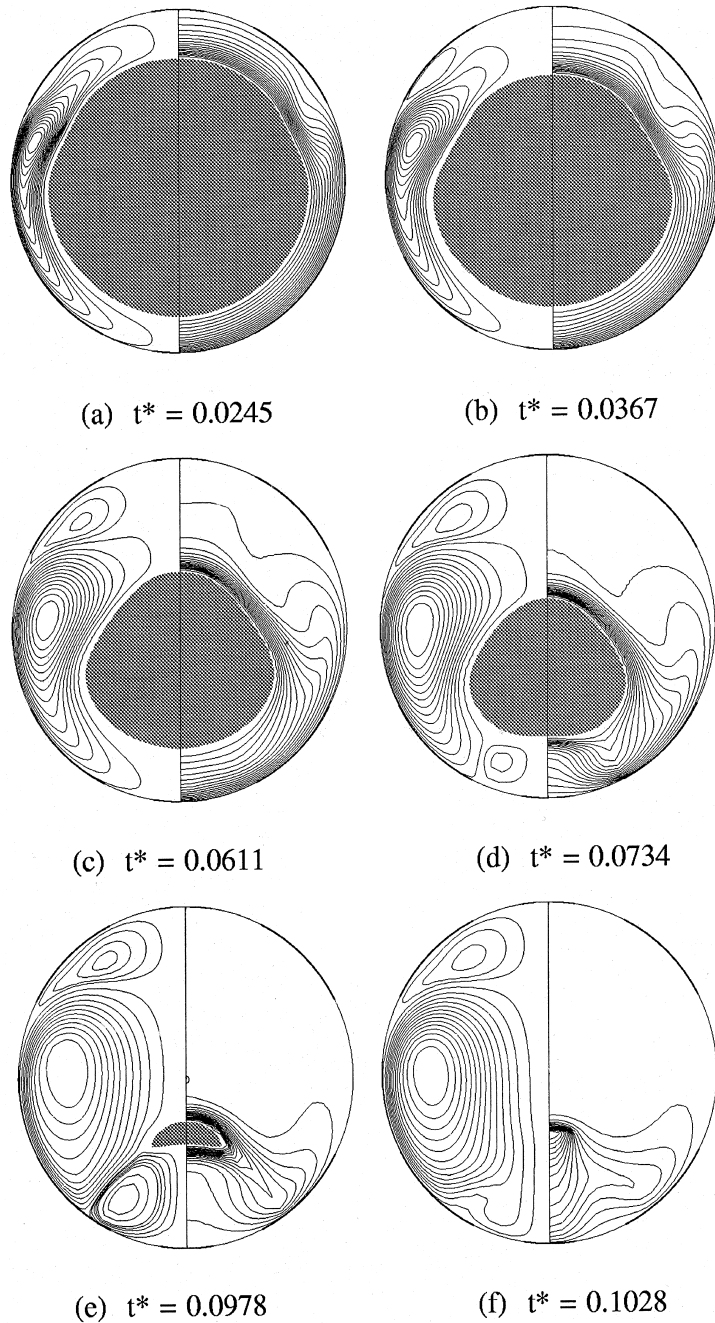 (a) t* = 0.0245
(b) t* = 0.0367
(c) t* = 0.0611
(d) t* = 0.0734
(e) t* = 0.0978
(f) t* = 0.1028